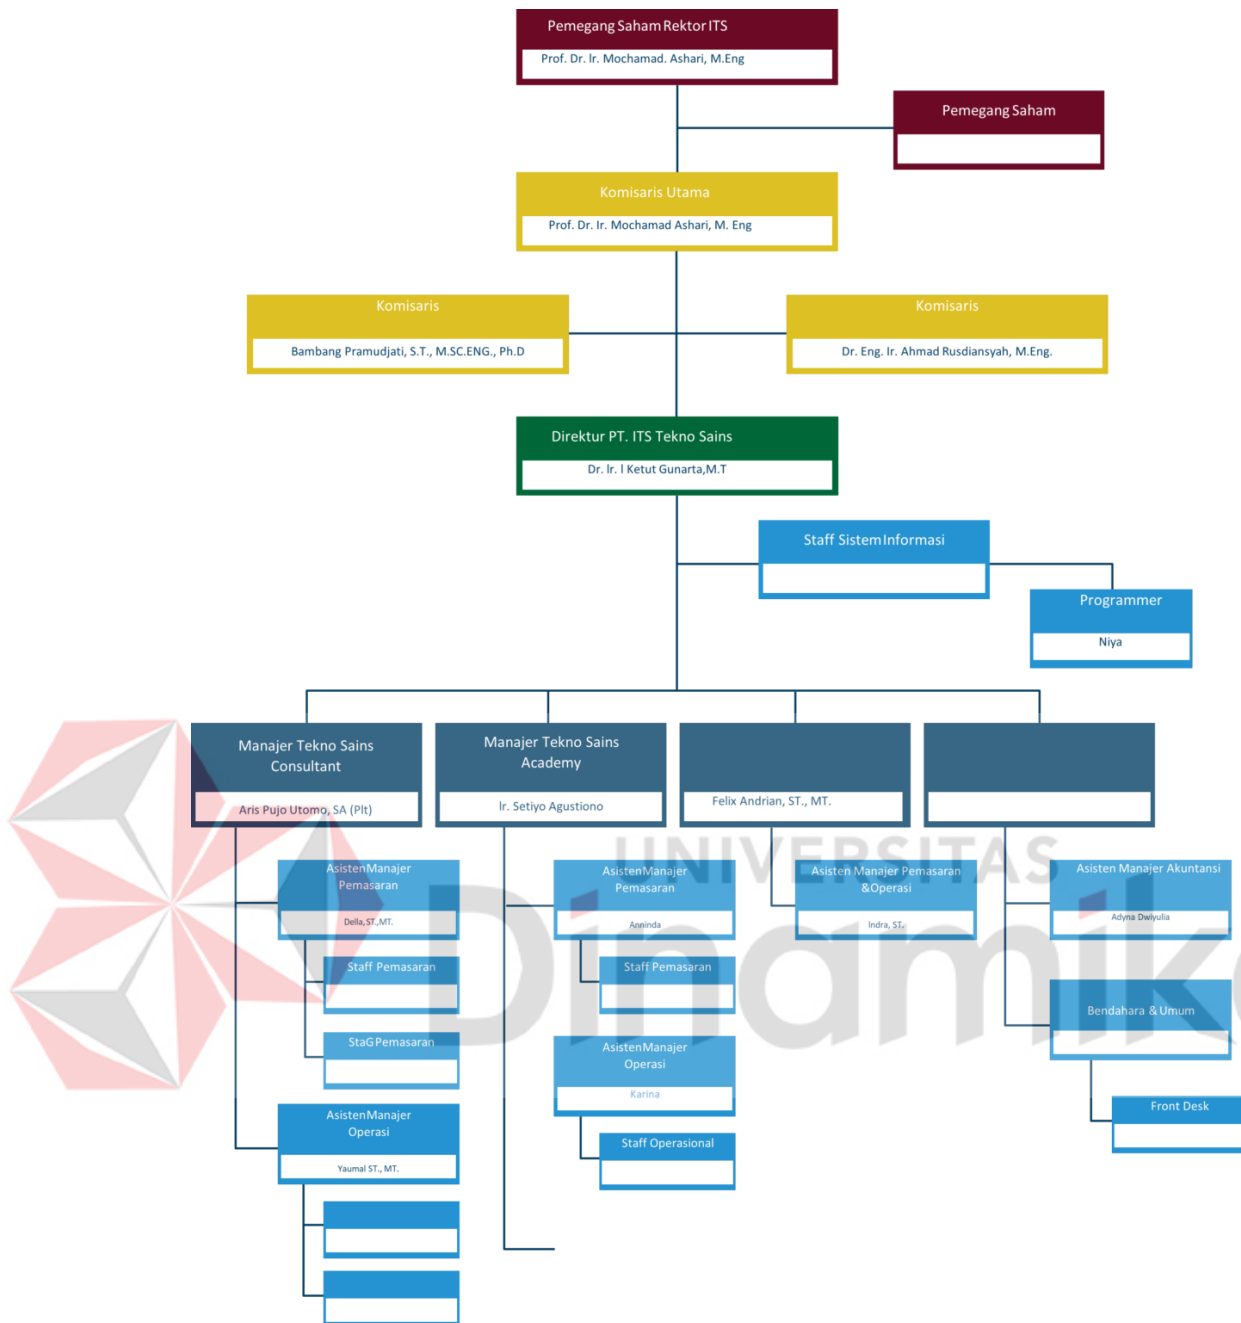 Pemegang Saham Rektor ITS
Prof. Dr. Ir. Mochamad. Ashari, M.Eng
Pemegang Saham
Komisaris Utama
Prof. Dr. Ir. Mochamad Ashari, M. Eng
Komisaris
Bambang Pramudjati, S.T., M.SC.ENG., Ph.D
Komisaris
Dr. Eng. Ir. Ahmad Rusdiansyah, M.Eng.
Direktur PT. ITS Tekno Sains
Dr. Ir. I Ketut Gunarta,M.T
Staff Sistem Informasi
Programmer
Niya
Manajer Tekno Sains
Consultant
Aris Pujo Utomo, SA (Plt)
Manajer Tekno Sains
Academy
Ir. Setiyo Agustiono
Felix Andrian, ST., MT.
UNIVERSITAS
Dinamika
Asisten Manajer
Pemasaran
Della, ST.,MT.
Staff Pemasaran
StaG Pemasaran
Asisten Manajer
Operasi
Yaumal ST., MT.
Asisten Manajer
Pemasaran
Anninda
Staff Pemasaran
Asisten Manajer
Operasi
Karina
Staff Operasional
Asisten Manajer Pemasaran
&Operasi
Indra, ST.
Asisten Manajer Akuntansi
Adyna Dwiyulia
Bendahara & Umum
Front Desk